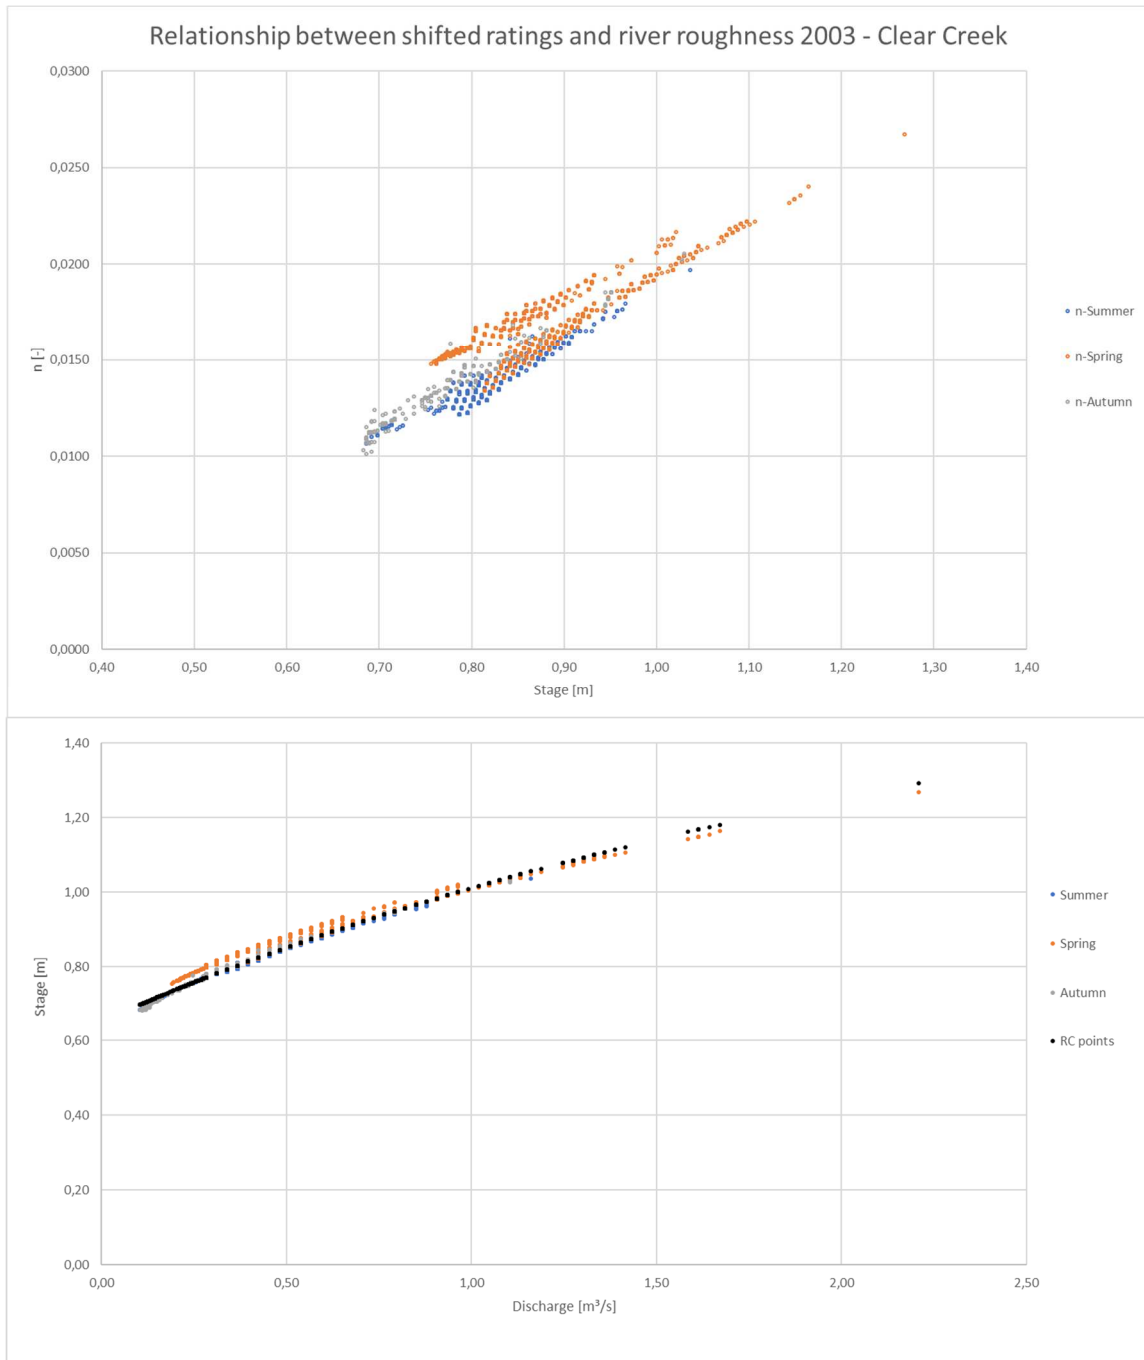 Relationship between shifted ratings and river roughness 2003 - Clear Creek
0,0300
0,0250
0,0200
0,0150
0,0100
0,0050
0,0000
n [-]
0,40 0,50 0,60 0,70 0,80 0,90 1,00 1,10 1,20 1,30 1,40
Stage [m]
n-Summer
n-Spring
n-Autumn
1,40
1,20
1,00
0,80
0,60
0,40
0,20
0,00
Stage [m]
0,00 0,50 1,00 1,50 2,00 2,50
Discharge [m³/s]
Summer
Spring
Autumn
RC points